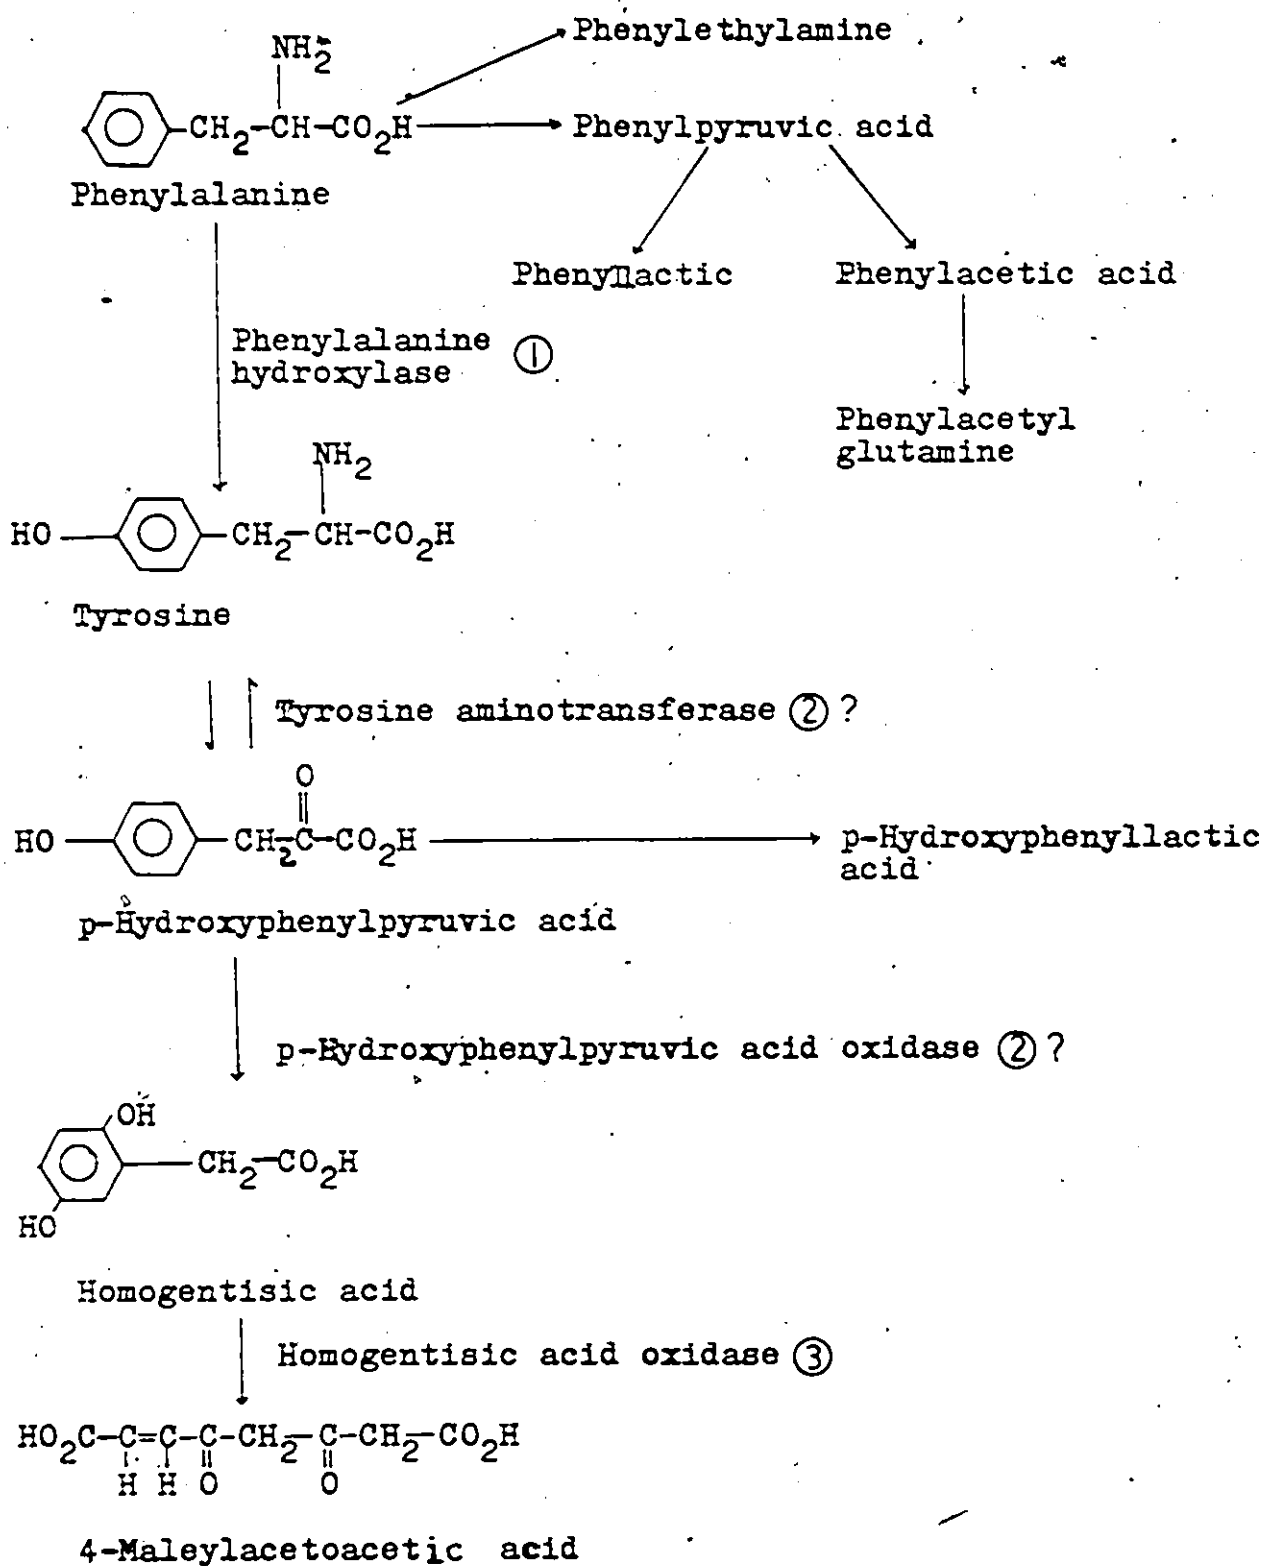 Phenylethylamine
NH2
CH2-CH-CO2H
Phenylpyruvic acid
Phenylalanine
Phenyllactic
Phenylacetic acid
Phenylalanine
hydroxylase ①
Phenylacetyl
glutamine
NH2
HO CH2-CH-CO2H
Tyrosine
Tyrosine aminotransferase ② ?
O
HO CH2C-CO2H
p-Hydroxyphenyllactic
acid
p-Hydroxyphenylpyruvic acid
p-Hydroxyphenylpyruvic acid oxidase ② ?
OH
CH2-CO2H
HO
Homogentisic acid
Homogentisic acid oxidase ③
HO2C-C=C-C-CH2-C-CH2-CO2H
H H O O
4-Maleylacetoacetic acid